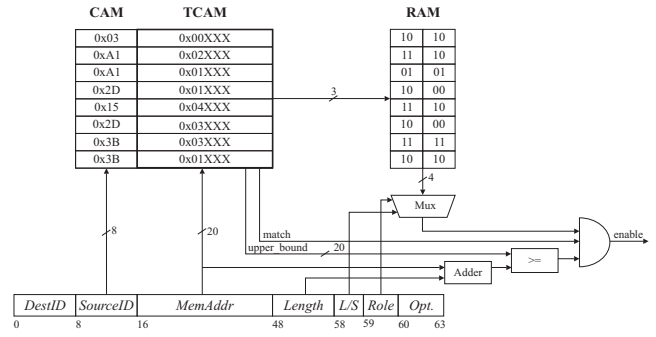 CAM TCAM RAM
0x03 0x00XXX 10 10
0xA1 0x02XXX 11 10
0xA1 0x01XXX 01 01
0x2D 0x01XXX 10 00
0x15 0x04XXX 11 10
0x2D 0x03XXX 10 00
0x3B 0x03XXX 11 11
0x3B 0x01XXX 10 10
3
4
Mux
8
20
match
enable
upper_bound 20
>=
Adder
DestID SourceID MemAddr Length L/S Role Opt.
0 8 16 48 58 59 60 63